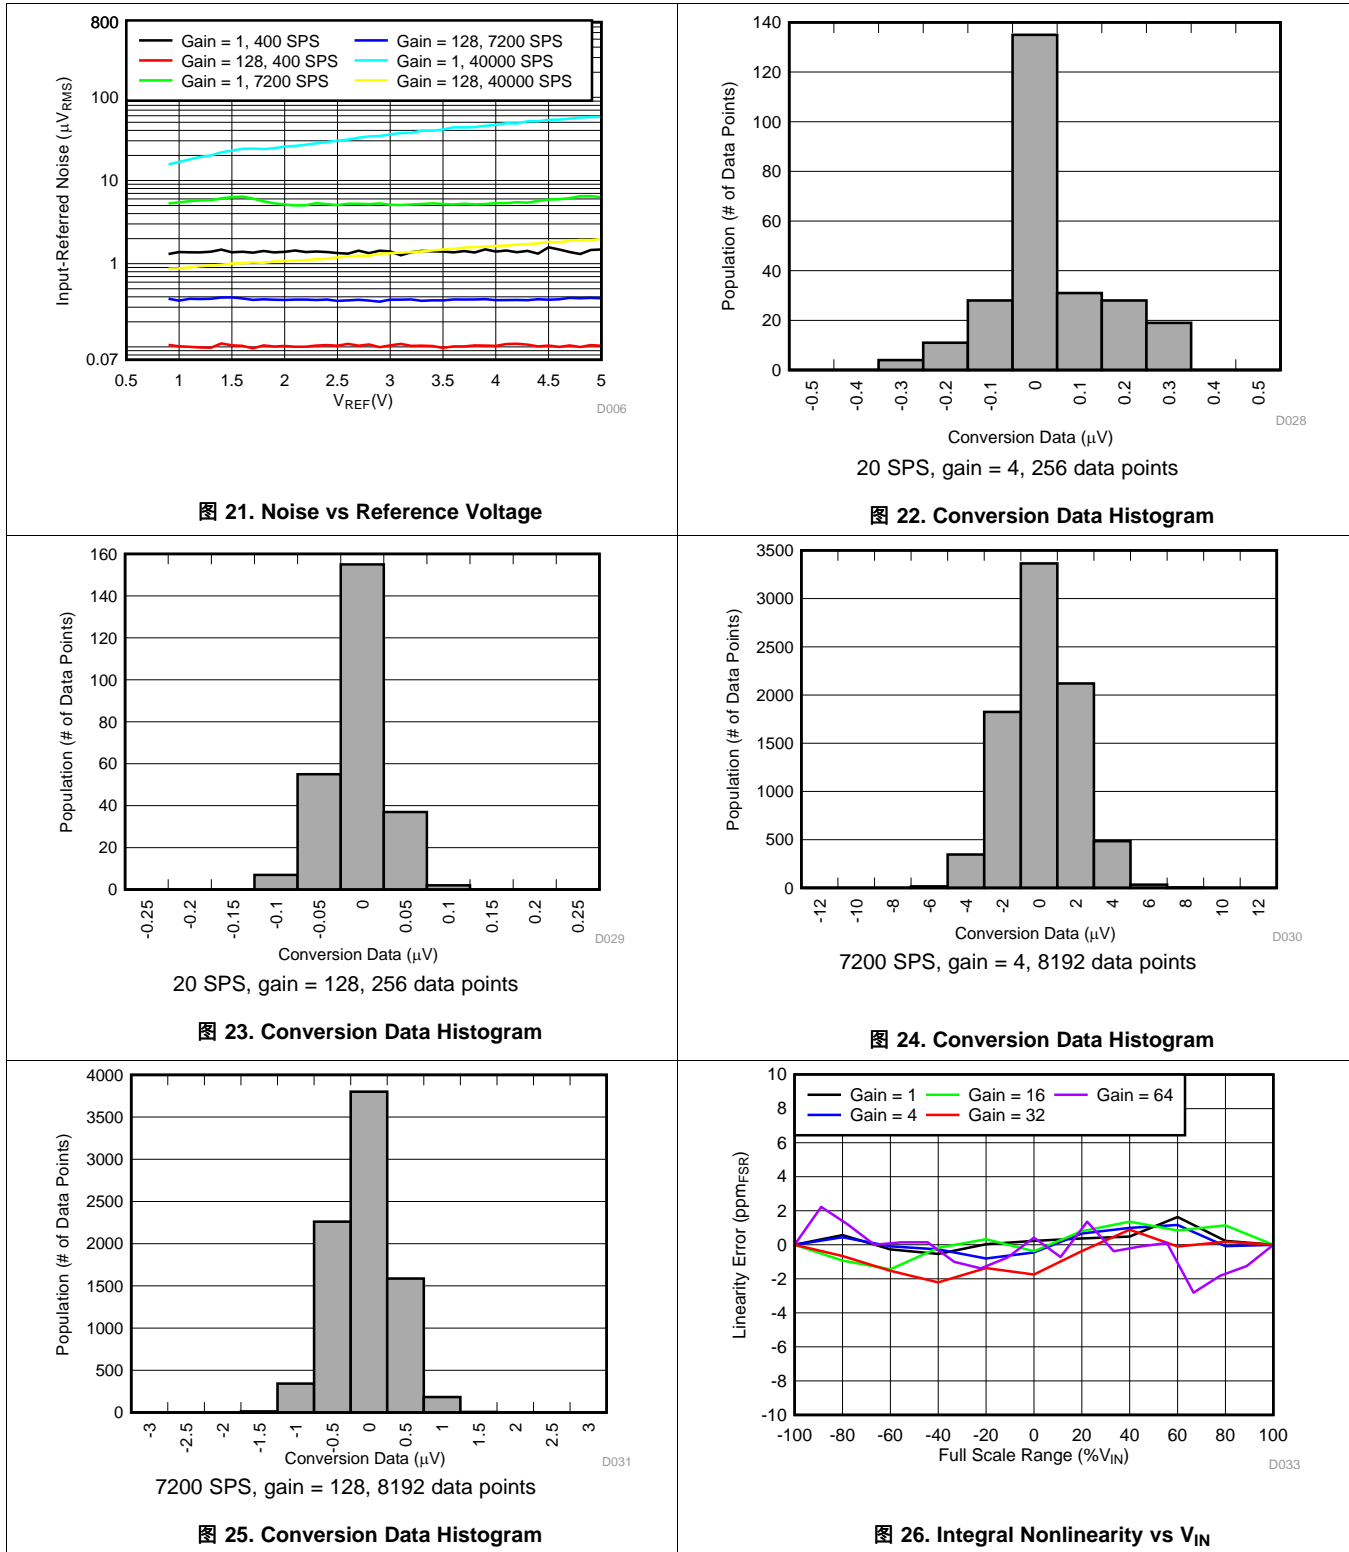 800
100
10
1
0.07
Input-Referred Noise (μVRMS)
Gain = 1, 400 SPS
Gain = 128, 400 SPS
Gain = 1, 7200 SPS
Gain = 128, 7200 SPS
Gain = 1, 40000 SPS
Gain = 128, 40000 SPS
0.5 1 1.5 2 2.5 3 3.5 4 4.5 5
VREF(V)
D006
图 21. Noise vs Reference Voltage
140
120
100
80
60
40
20
0
Population (# of Data Points)
-0.5 -0.4 -0.3 -0.2 -0.1 0 0.1 0.2 0.3 0.4 0.5
D028
Conversion Data (μV)
20 SPS, gain = 4, 256 data points
图 22. Conversion Data Histogram
160
140
120
100
80
60
40
20
0
Population (# of Data Points)
-0.25 -0.2 -0.15 -0.1 -0.05 0 0.05 0.1 0.15 0.2 0.25
D029
Conversion Data (μV)
20 SPS, gain = 128, 256 data points
图 23. Conversion Data Histogram
3500
3000
2500
2000
1500
1000
500
0
Population (# of Data Points)
-12 -10 -8 -6 -4 -2 0 2 4 6 8 10 12
Conversion Data (μV)
D030
7200 SPS, gain = 4, 8192 data points
图 24. Conversion Data Histogram
4000
3500
3000
2500
2000
1500
1000
500
0
Population (# of Data Points)
-3 -2.5 -2 -1.5 -1 -0.5 0 0.5 1 1.5 2 2.5 3
Conversion Data (μV)
D031
7200 SPS, gain = 128, 8192 data points
图 25. Conversion Data Histogram
10
8
6
4
2
0
-2
-4
-6
-8
-10
Linearity Error (ppmFSR)
Gain = 1
Gain = 4
Gain = 16
Gain = 32
Gain = 64
-100 -80 -60 -40 -20 0 20 40 60 80 100
Full Scale Range (%VIN)
D033
图 26. Integral Nonlinearity vs VIN